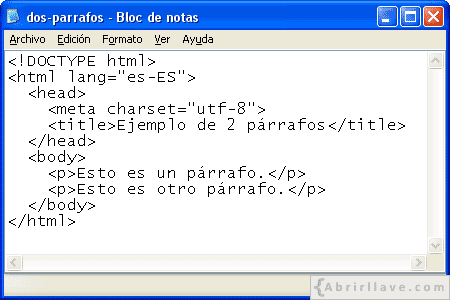 dos-parrafos - Bloc de notas
Archivo Edición Formato Ver Ayuda
<!DOCTYPE html>
<html lang="es-ES">
<head>
<meta charset="utf-8">
<title>Ejemplo de 2 párrafos</title>
</head>
<body>
<p>Esto es un párrafo.</p>
<p>Esto es otro párrafo.</p>
</body>
</html>
{Abrirllave.com